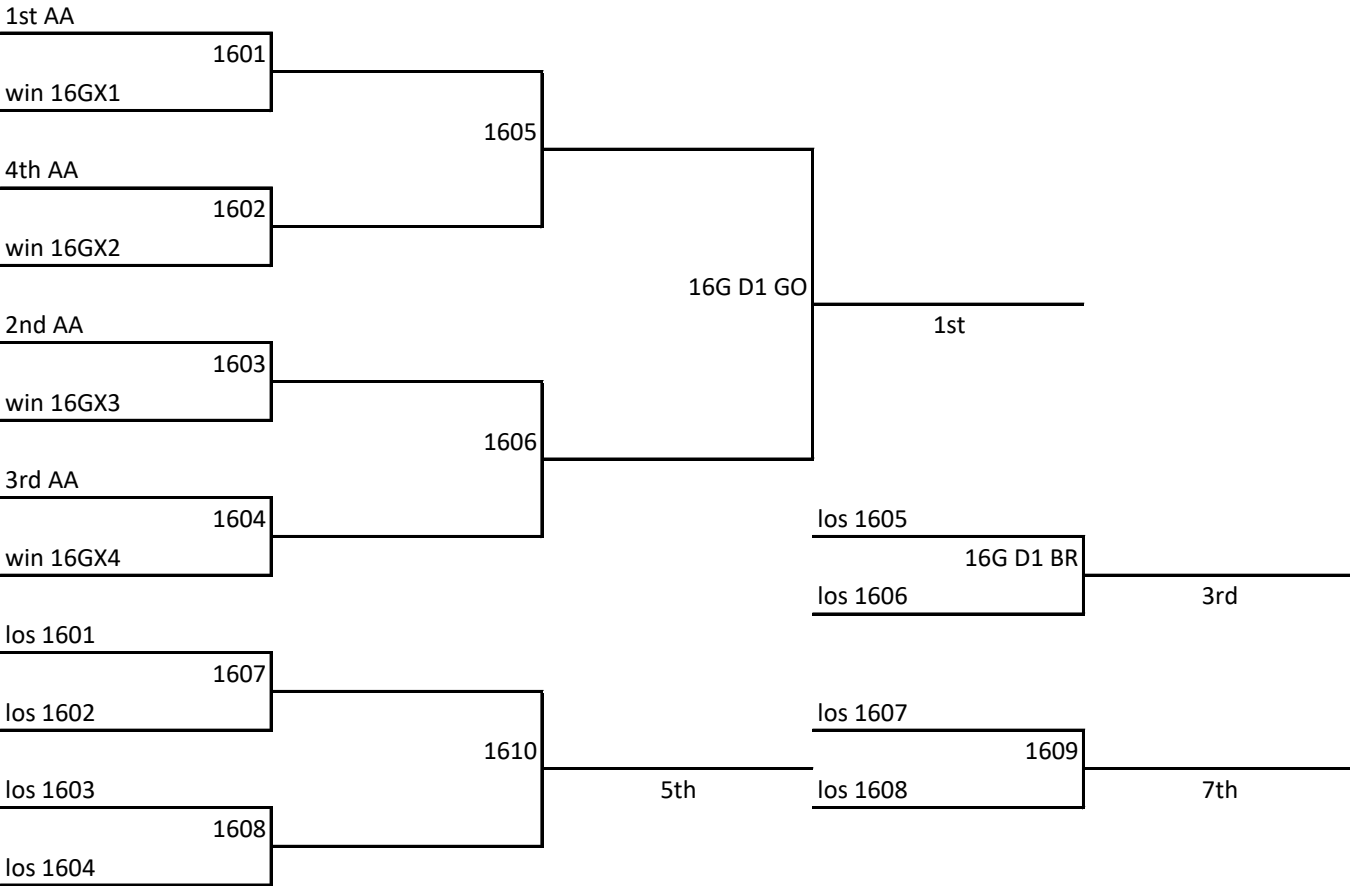 1st AA
1601
win 16GX1
1605
4th AA
1602
win 16GX2
16G D1 GO
1st
2nd AA
1603
win 16GX3
1606
3rd AA
1604
win 16GX4
los 1605
16G D1 BR
los 1606
3rd
los 1601
1607
los 1602
los 1607
1610
1609
5th
los 1608
7th
los 1603
1608
los 1604